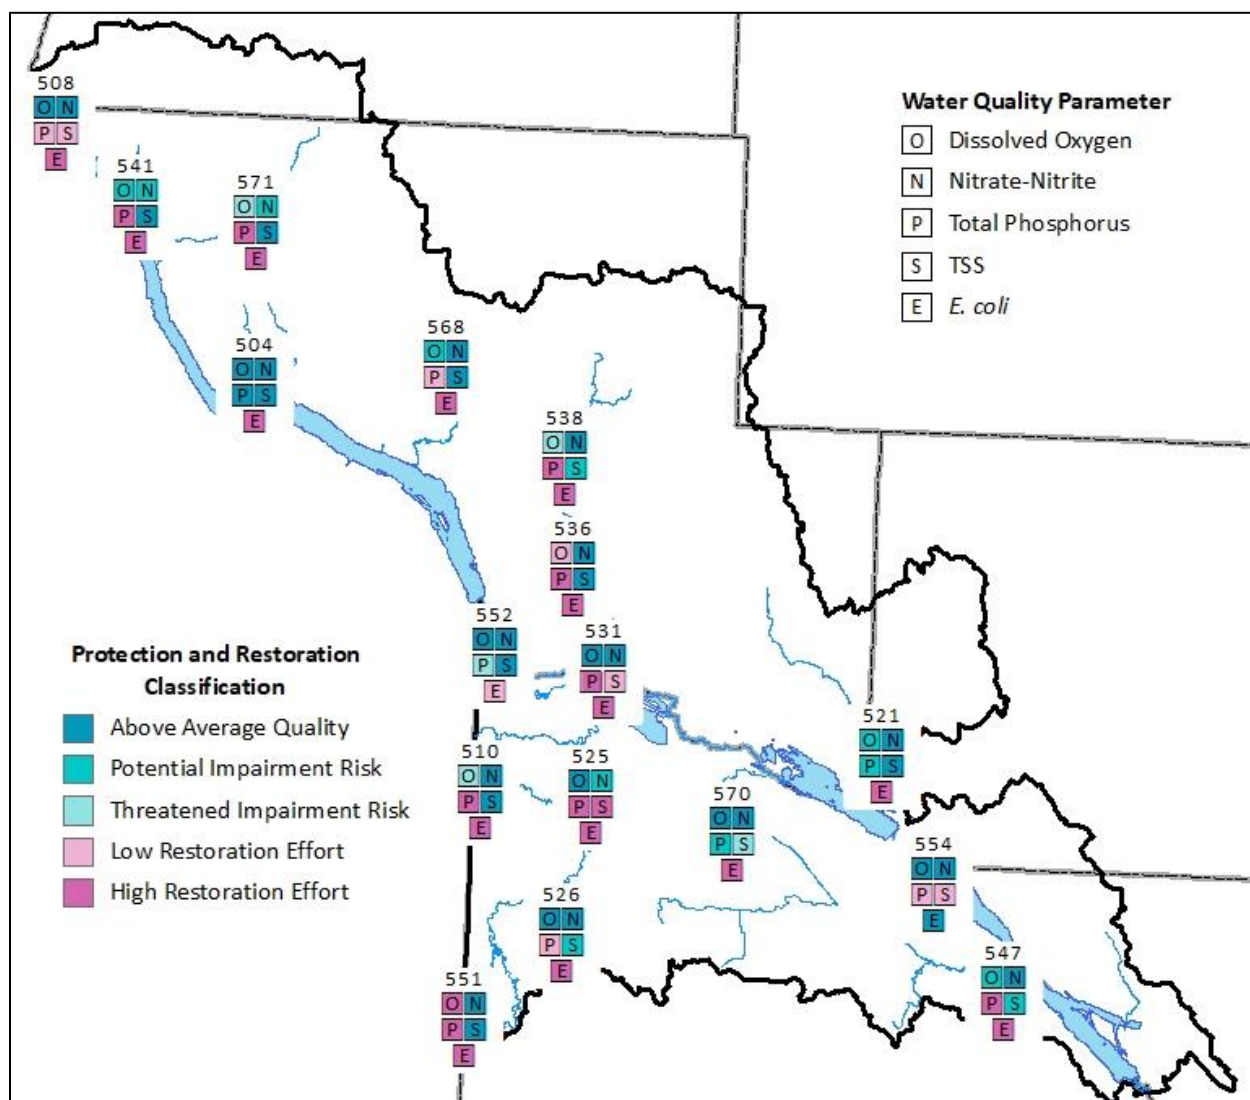 508
O N
P S
E
541
O N
P S
E
571
O N
P S
E
504
O N
P S
E
568
O N
P S
E
538
O N
P S
E
536
O N
P S
E
552
O N
P S
E
531
O N
P S
E
510
O N
P S
E
525
O N
P S
E
526
O N
P S
E
551
O N
P S
E
570
O N
P S
E
521
O N
P S
E
554
O N
P S
E
547
O N
P S
E
Water Quality Parameter
O Dissolved Oxygen
N Nitrate-Nitrite
P Total Phosphorus
S TSS
E E. coli
Protection and Restoration
Classification
Above Average Quality
Potential Impairment Risk
Threatened Impairment Risk
Low Restoration Effort
High Restoration Effort